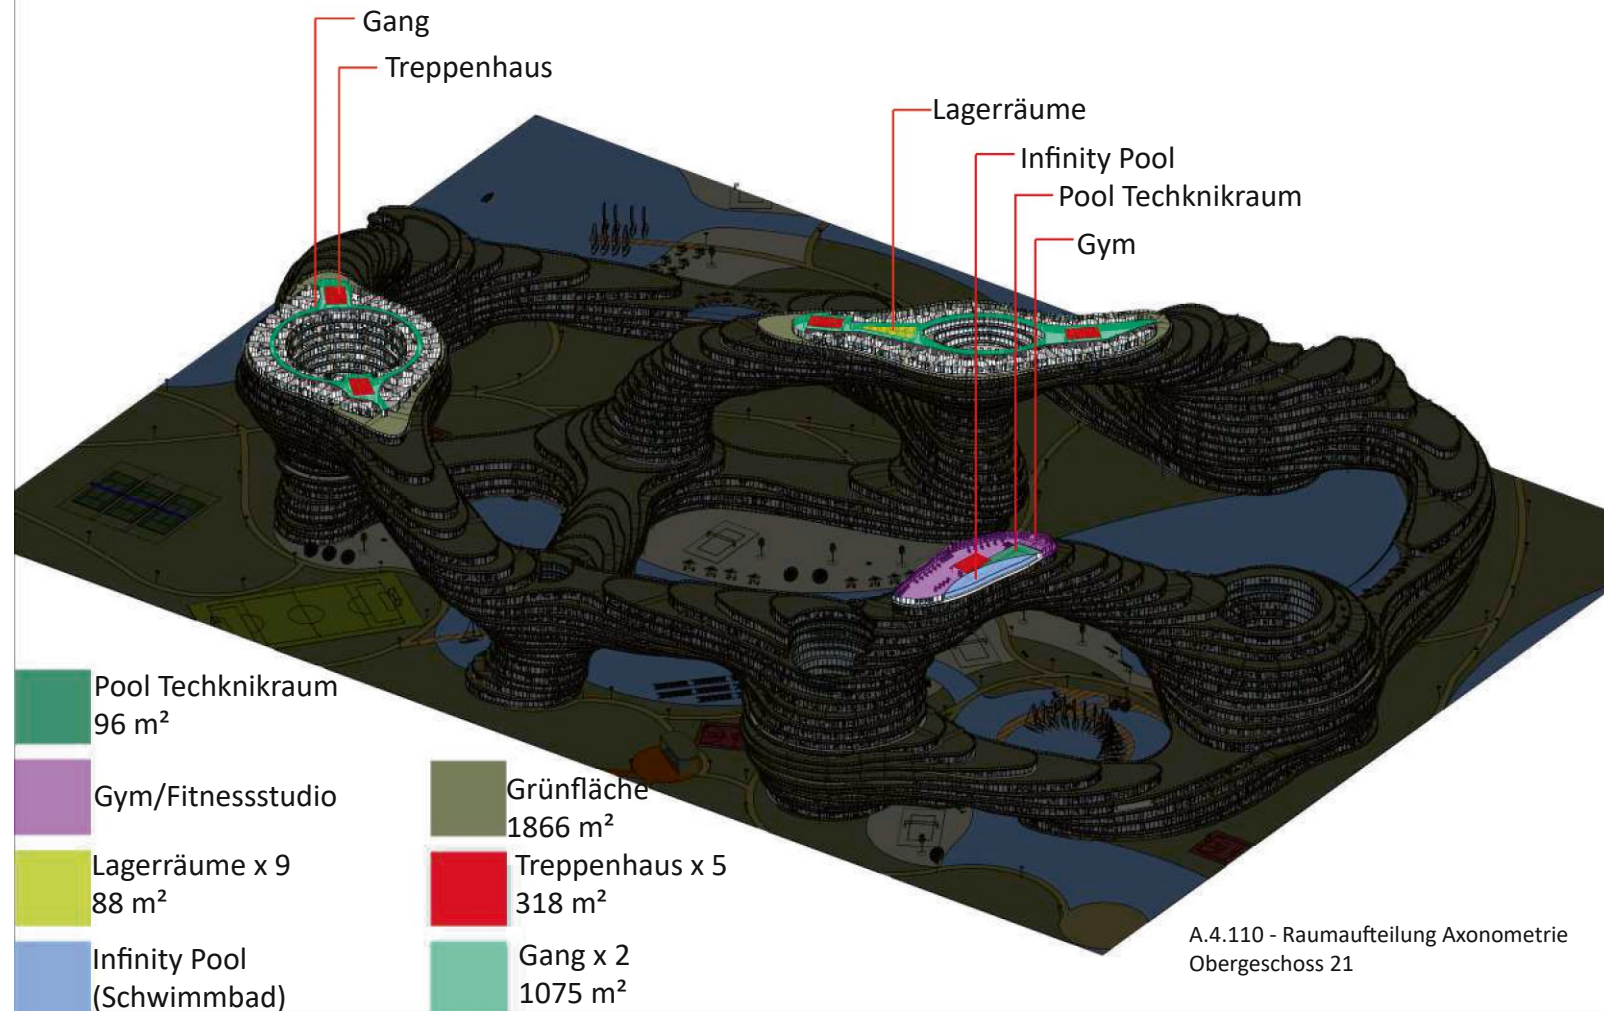 Gang
Treppenhaus
Lagerräume
Infinity Pool
Pool Techknikraum
Gym
Pool Techknikraum
96 m²
Gym/Fitnessstudio
Lagerräume x 9
88 m²
Infinity Pool
(Schwimmbad)
Grünfläche
1866 m²
Treppenhaus x 5
318 m²
Gang x 2
1075 m²
A.4.110 - Raumaufteilung Axonometrie
Obergeschoss 21